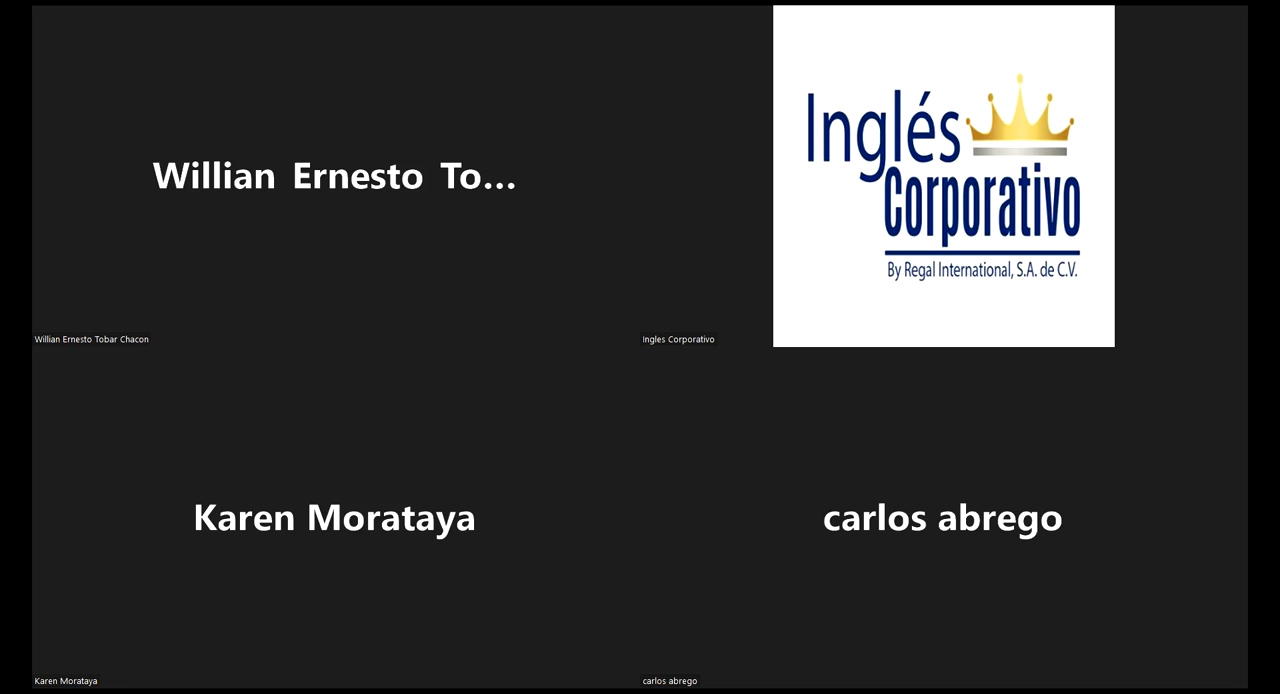 Willian Ernesto To...
Willian Ernesto Tobar Chacon
Inglés
Corporativo
By Regal International, S.A. de C.V.
Ingles Corporativo
Karen Morataya
Karen Morataya
carlos abrego
carlos abrego